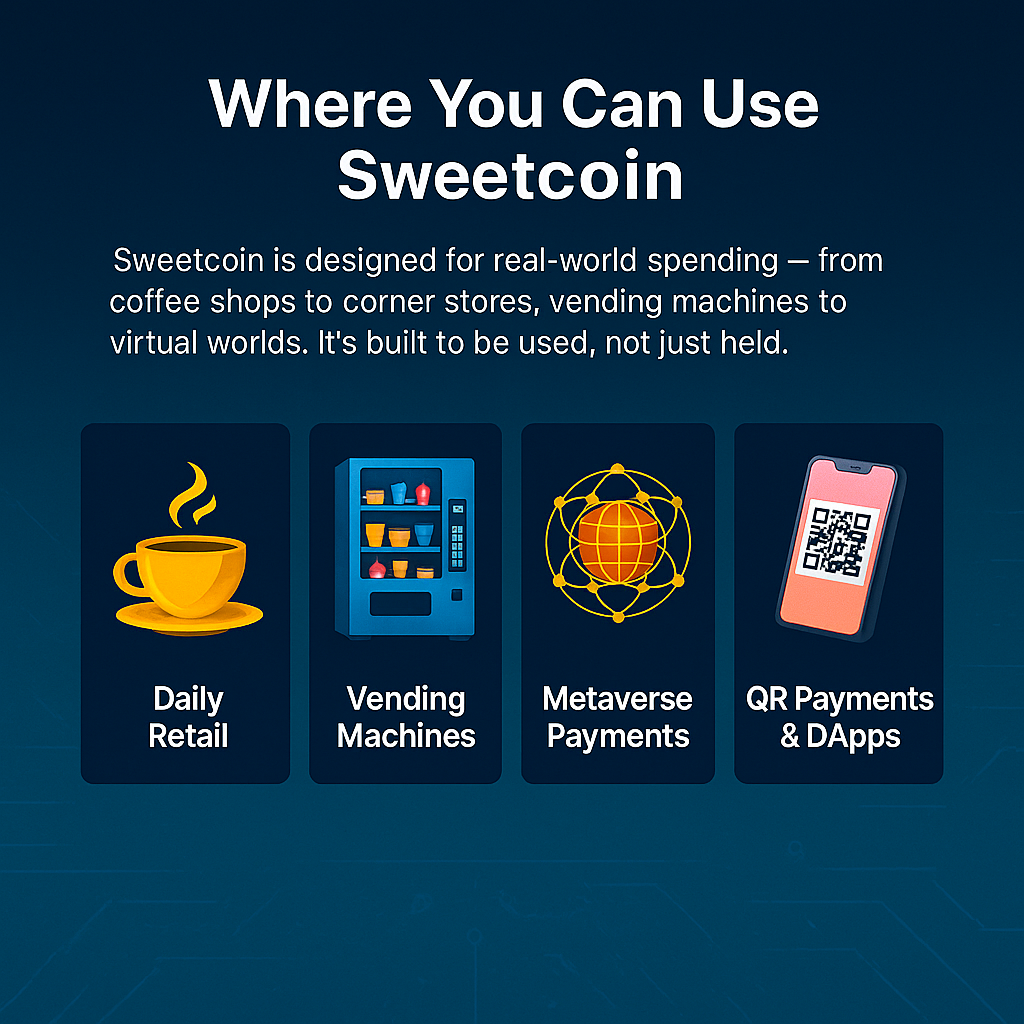 Where You Can Use
Sweetcoin
Sweetcoin is designed for real-world spending — from
coffee shops to corner stores, vending machines to
virtual worlds. It's built to be used, not just held.
Daily
Retail
Vending
Machines
Metaverse
Payments
QR Payments
& DApps